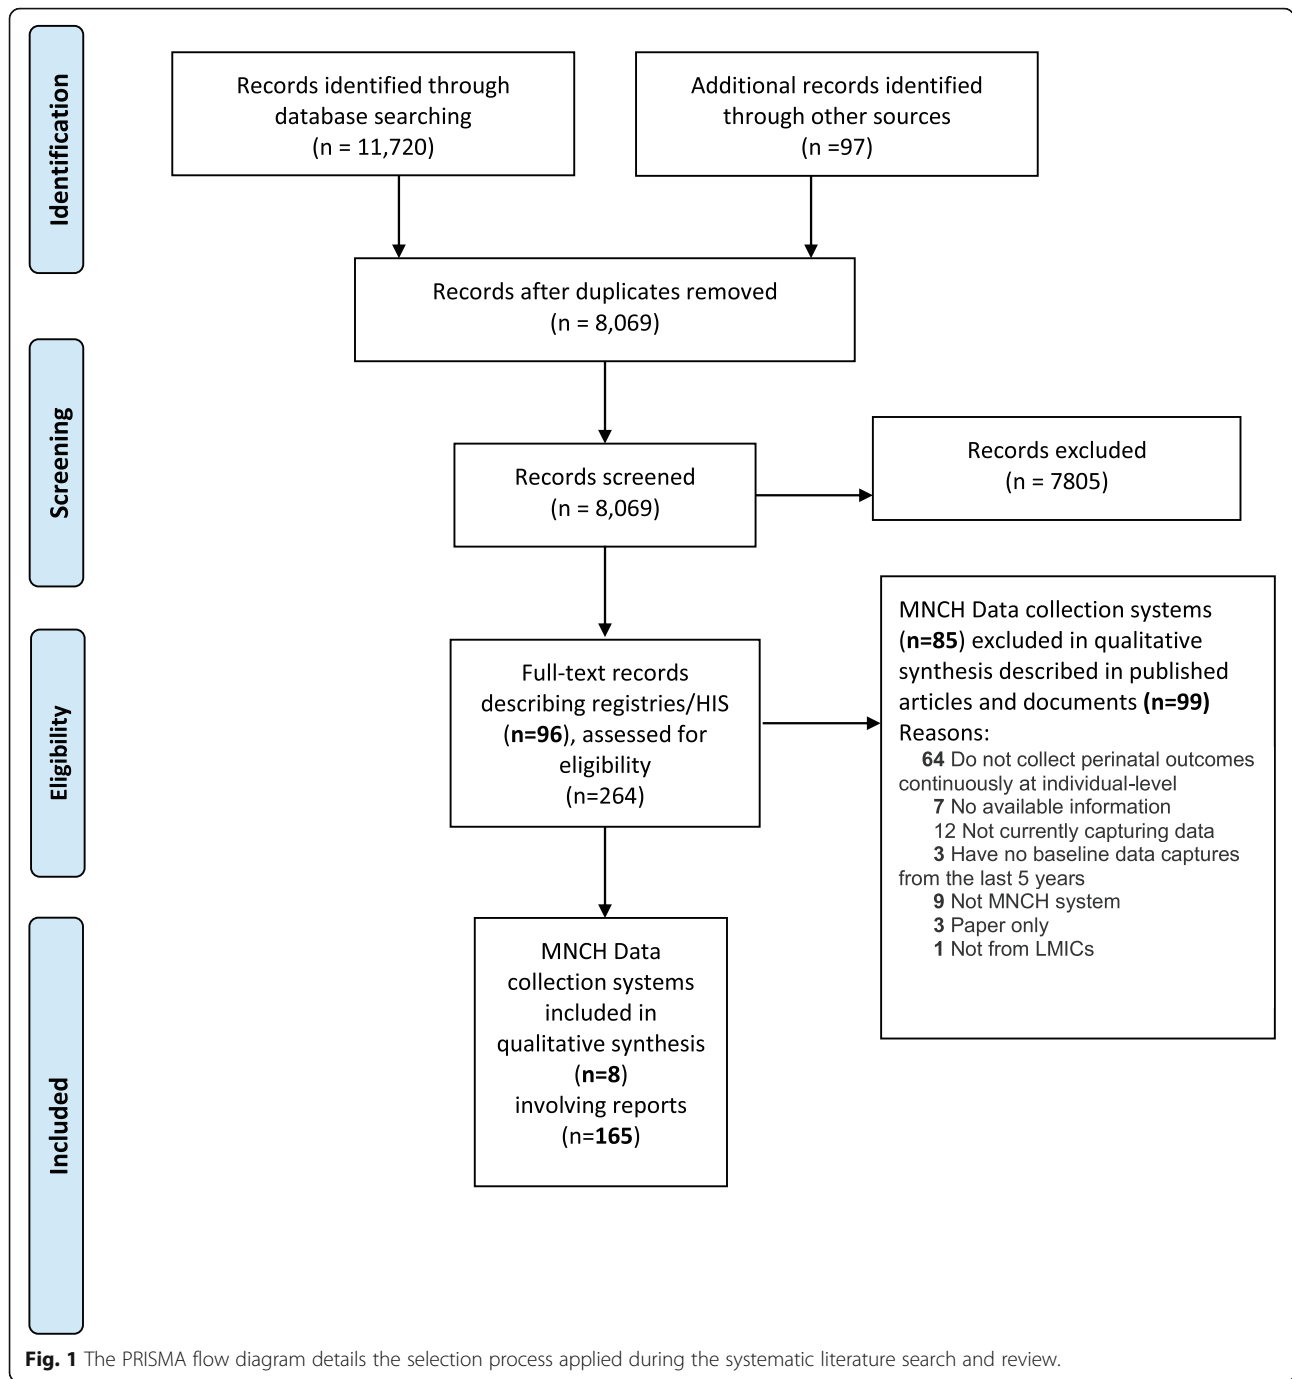 Identification
Records identified through
database searching
(n = 11,720)
Additional records identified
through other sources
(n =97)
Records after duplicates removed
(n = 8,069)
Screening
Records screened
(n = 8,069)
Records excluded
(n = 7805)
Eligibility
Full-text records
describing registries/HIS
(n=96), assessed for
eligibility
(n=264)
MNCH Data collection systems
(n=85) excluded in qualitative
synthesis described in published
articles and documents (n=99)
Reasons:
64 Do not collect perinatal outcomes
continuously at individual-level
7 No available information
12 Not currently capturing data
3 Have no baseline data captures
from the last 5 years
9 Not MNCH system
3 Paper only
1 Not from LMICs
Included
MNCH Data
collection systems
included in
qualitative synthesis
(n=8)
involving reports
(n=165)
Fig. 1 The PRISMA flow diagram details the selection process applied during the systematic literature search and review.